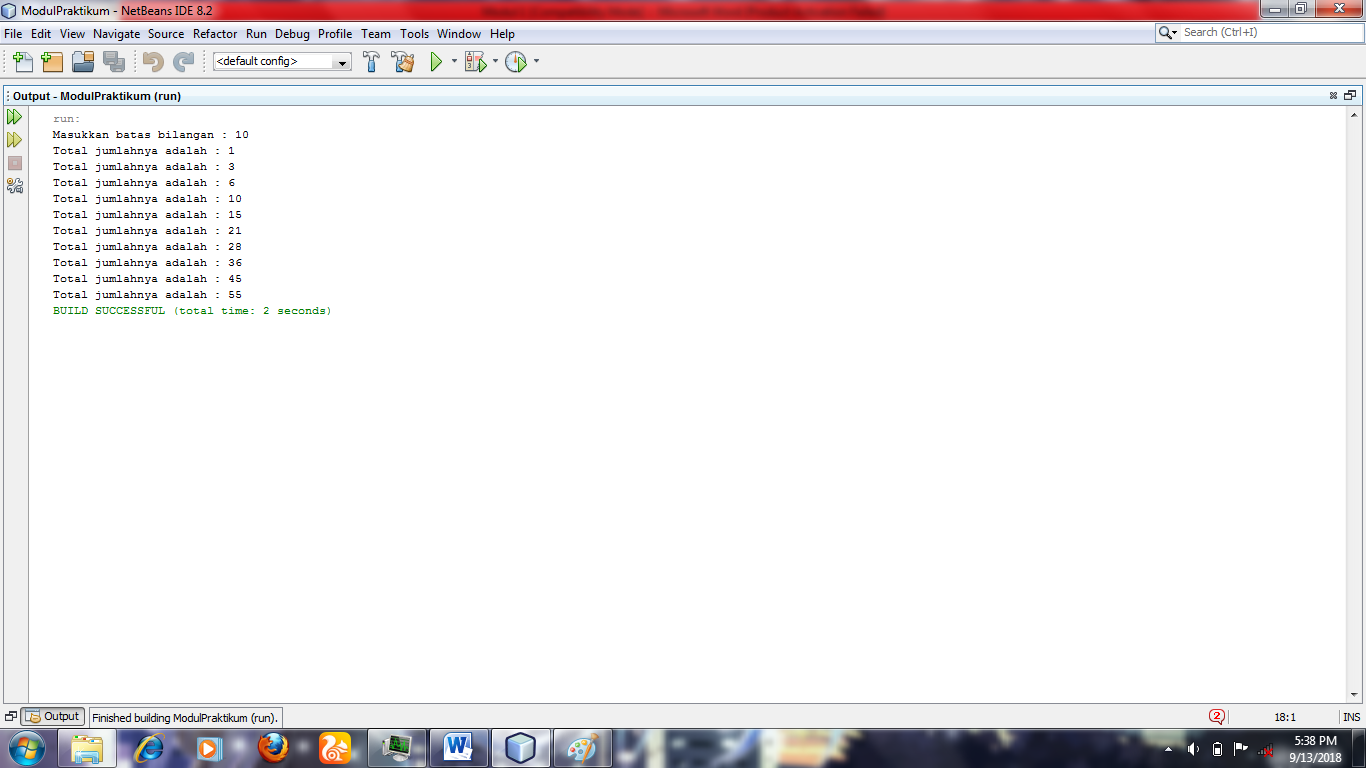 ModulPraktikum - NetBeans IDE 8.2
File Edit View Navigate Source Refactor Run Debug Profile Team Tools Window Help
Search (Ctrl+I)
<default config>
Output - ModulPraktikum (run)
run:
Masukkan batas bilangan : 10
Total jumlahnya adalah : 1
Total jumlahnya adalah : 3
Total jumlahnya adalah : 6
Total jumlahnya adalah : 10
Total jumlahnya adalah : 15
Total jumlahnya adalah : 21
Total jumlahnya adalah : 28
Total jumlahnya adalah : 36
Total jumlahnya adalah : 45
Total jumlahnya adalah : 55
BUILD SUCCESSFUL (total time: 2 seconds)
Output
Finished building ModulPraktikum (run).
2
18:1
INS
5:38 PM
9/13/2018